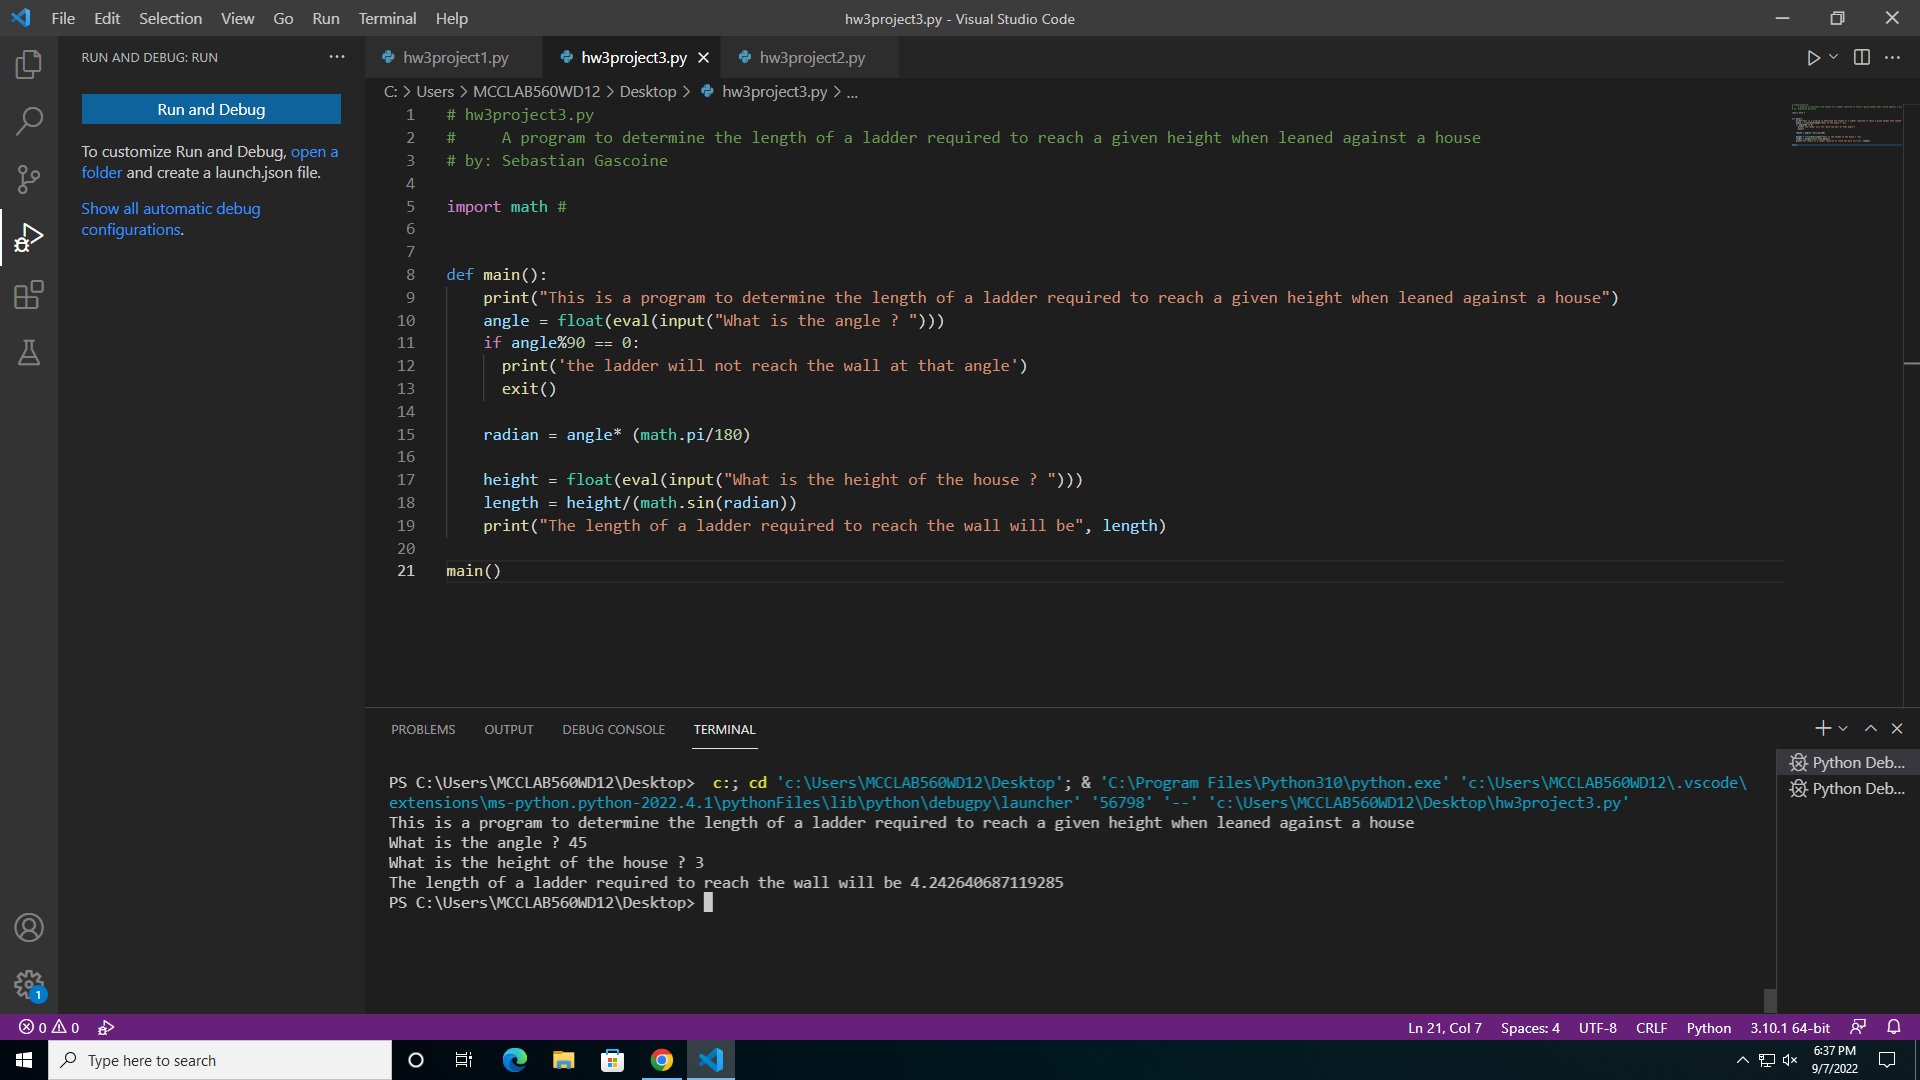 File Edit Selection View Go Run Terminal Help
hw3project3.py - Visual Studio Code
RUN AND DEBUG: RUN
Run and Debug
To customize Run and Debug, open a
folder and create a launch.json file.
Show all automatic debug
configurations.
hw3project1.py hw3project3.py hw3project2.py
C: > Users > MCCLAB560WD12 > Desktop > hw3project3.py > ...
1 # hw3project3.py
2 #     A program to determine the length of a ladder required to reach a given height when leaned against a house
3 # by: Sebastian Gascoine
4
5 import math #
6
7
8 def main():
9     print("This is a program to determine the length of a ladder required to reach a given height when leaned against a house")
10     angle = float(eval(input("What is the angle ? ")))
11     if angle%90 == 0:
12       print('the ladder will not reach the wall at that angle')
13       exit()
14
15     radian = angle* (math.pi/180)
16
17     height = float(eval(input("What is the height of the house ? ")))
18     length = height/(math.sin(radian))
19     print("The length of a ladder required to reach the wall will be", length)
20
21 main()
PROBLEMS OUTPUT DEBUG CONSOLE TERMINAL
PS C:\Users\MCCLAB560WD12\Desktop>  c:; cd 'c:\Users\MCCLAB560WD12\Desktop'; & 'C:\Program Files\Python310\python.exe' 'c:\Users\MCCLAB560WD12\.vscode\
extensions\ms-python.python-2022.4.1\pythonFiles\lib\python\debugpy\launcher' '56798' '--' 'c:\Users\MCCLAB560WD12\Desktop\hw3project3.py'
This is a program to determine the length of a ladder required to reach a given height when leaned against a house
What is the angle ? 45
What is the height of the house ? 3
The length of a ladder required to reach the wall will be 4.242640687119285
PS C:\Users\MCCLAB560WD12\Desktop>
Python Deb...
Python Deb...
1
0 0
Ln 21, Col 7 Spaces: 4 UTF-8 CRLF Python 3.10.1 64-bit
Type here to search
6:37 PM
9/7/2022